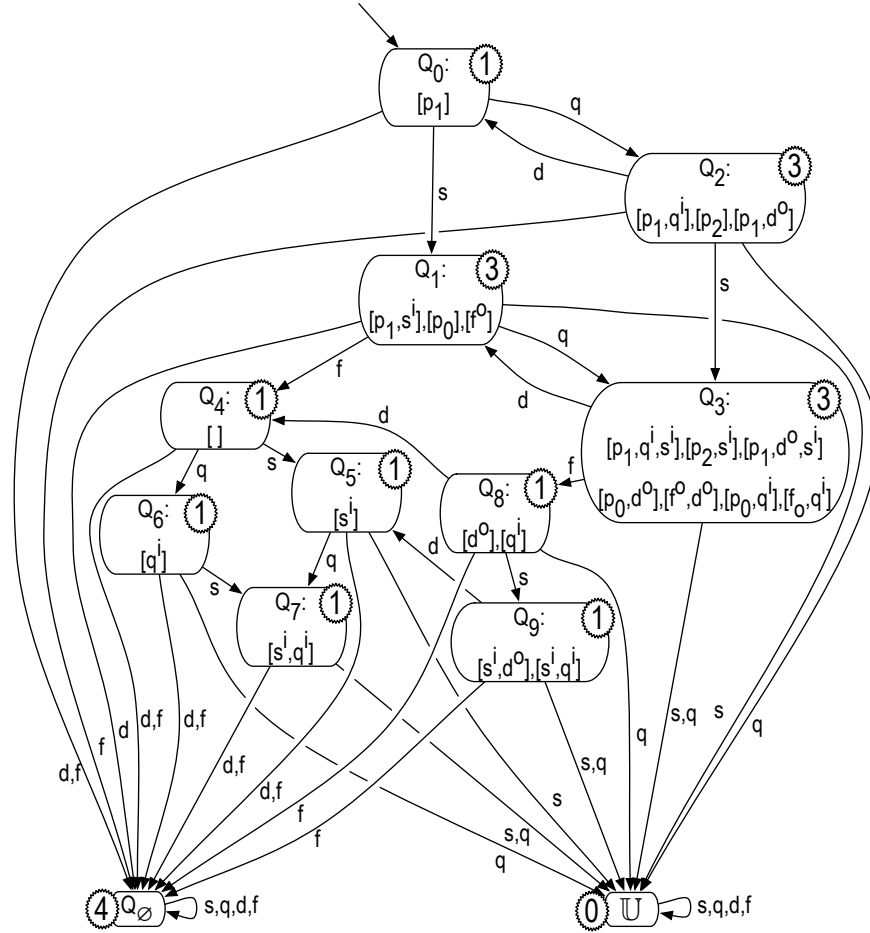 Q0: 1
[p1]
q
d
Q2: 3
[p1,qi],[p2],[p1,do]
s
Q1: 3
[p1,si],[p0],[fo]
s
q
d
f
Q3: 3
[p1,qi,si],[p2,si],[p1,do,si]
[p0,do],[fo,do],[p0,qi],[fo,qi]
Q4: 1
[ ]
d
f
q
s
Q5: 1
[si]
Q8: 1
[do],[qi]
Q6: 1
[qi]
q
d
s
s
Q7: 1
[si,qi]
Q9: 1
[si,do],[si,qi]
d,f
f
d
d,f
d,f
d,f
d,f
f
f
s
s,q
q
s,q
q
s,q
s
q
4 Q∅
s,q,d,f
0 𝕌
s,q,d,f